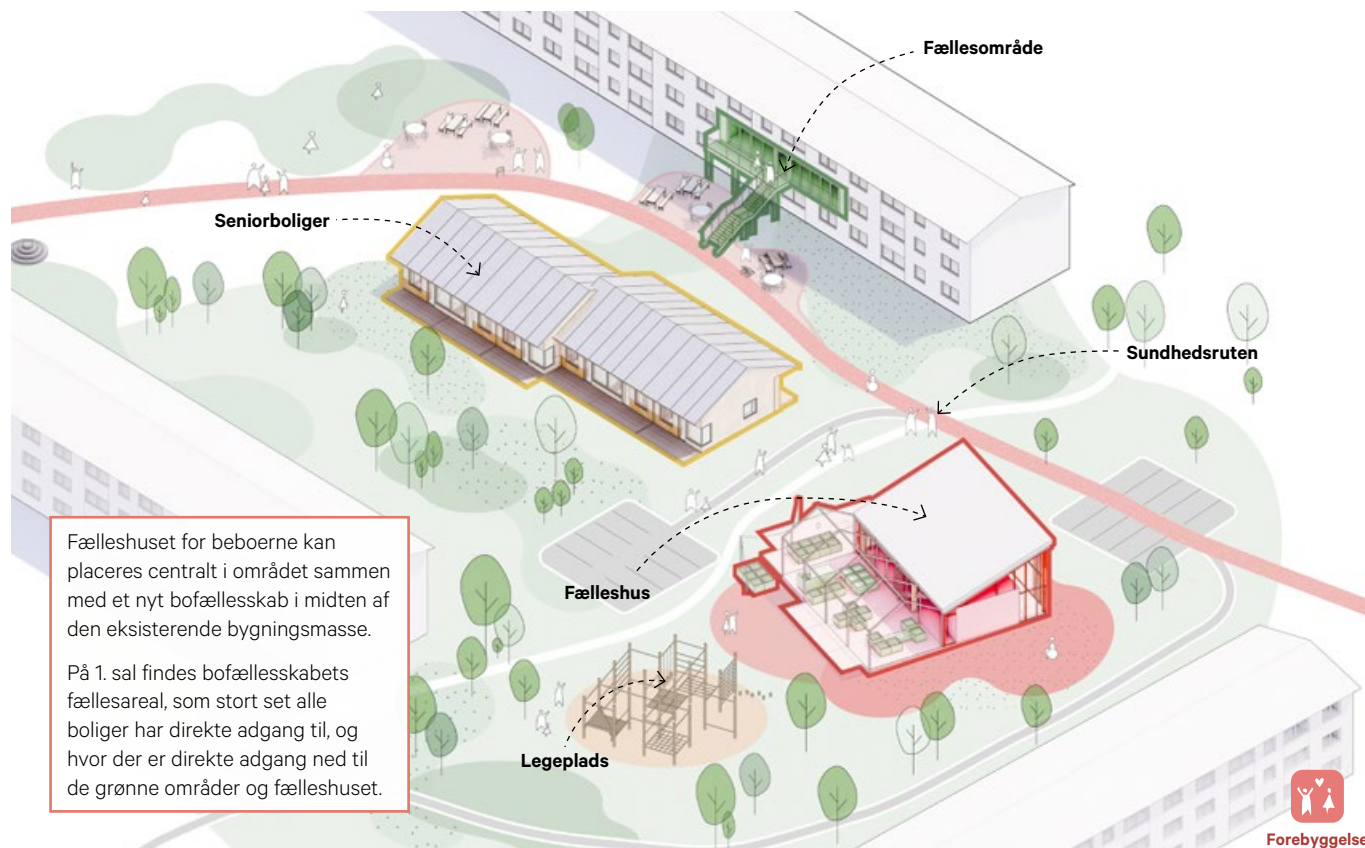 Fællesområde
Seniorboliger
Sundhedsruten
Fælleshus
Legeplads
Fælleshuset for beboerne kan
placeres centralt i området sammen
med et nyt bofællesskab i midten af
den eksisterende bygningsmasse.
På 1. sal findes bofællesskabets
fællesareal, som stort set alle
boliger har direkte adgang til, og
hvor der er direkte adgang ned til
de grønne områder og fælleshuset.
Forebyggelse